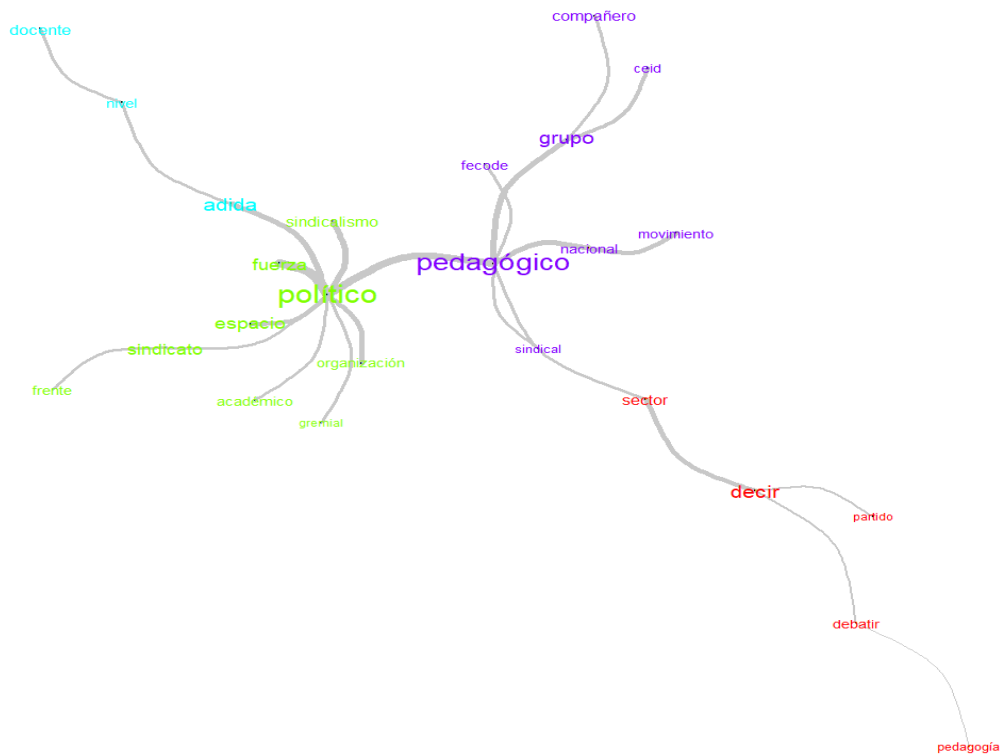 compañero
docente
ceid
nivel
grupo
fecode
adida
sindicalismo
movimiento
nacional
fuerza
pedagógico
político
espacio
sindicato
sindical
organización
frente
académico
sector
gremial
decir
partido
debatir
pedagogía